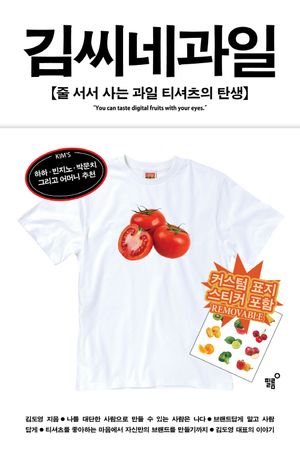 김씨네과일
【줄 서서 사는 과일 티셔츠의 탄생】
"You can taste digital fruits with your eyes."
KIM'S
하하·빈지노·박문치
그리고 어머니 추천
커스텀 표지
스티커 포함
REMOVABLE
필름
김도영 지음 ● 나를 대단한 사람으로 만들 수 있는 사람은 나다 ● 브랜드답게 말고 사람
답게 ● 티셔츠를 좋아하는 마음에서 자신만의 브랜드를 만들기까지 ● 김도영 대표의 이야기